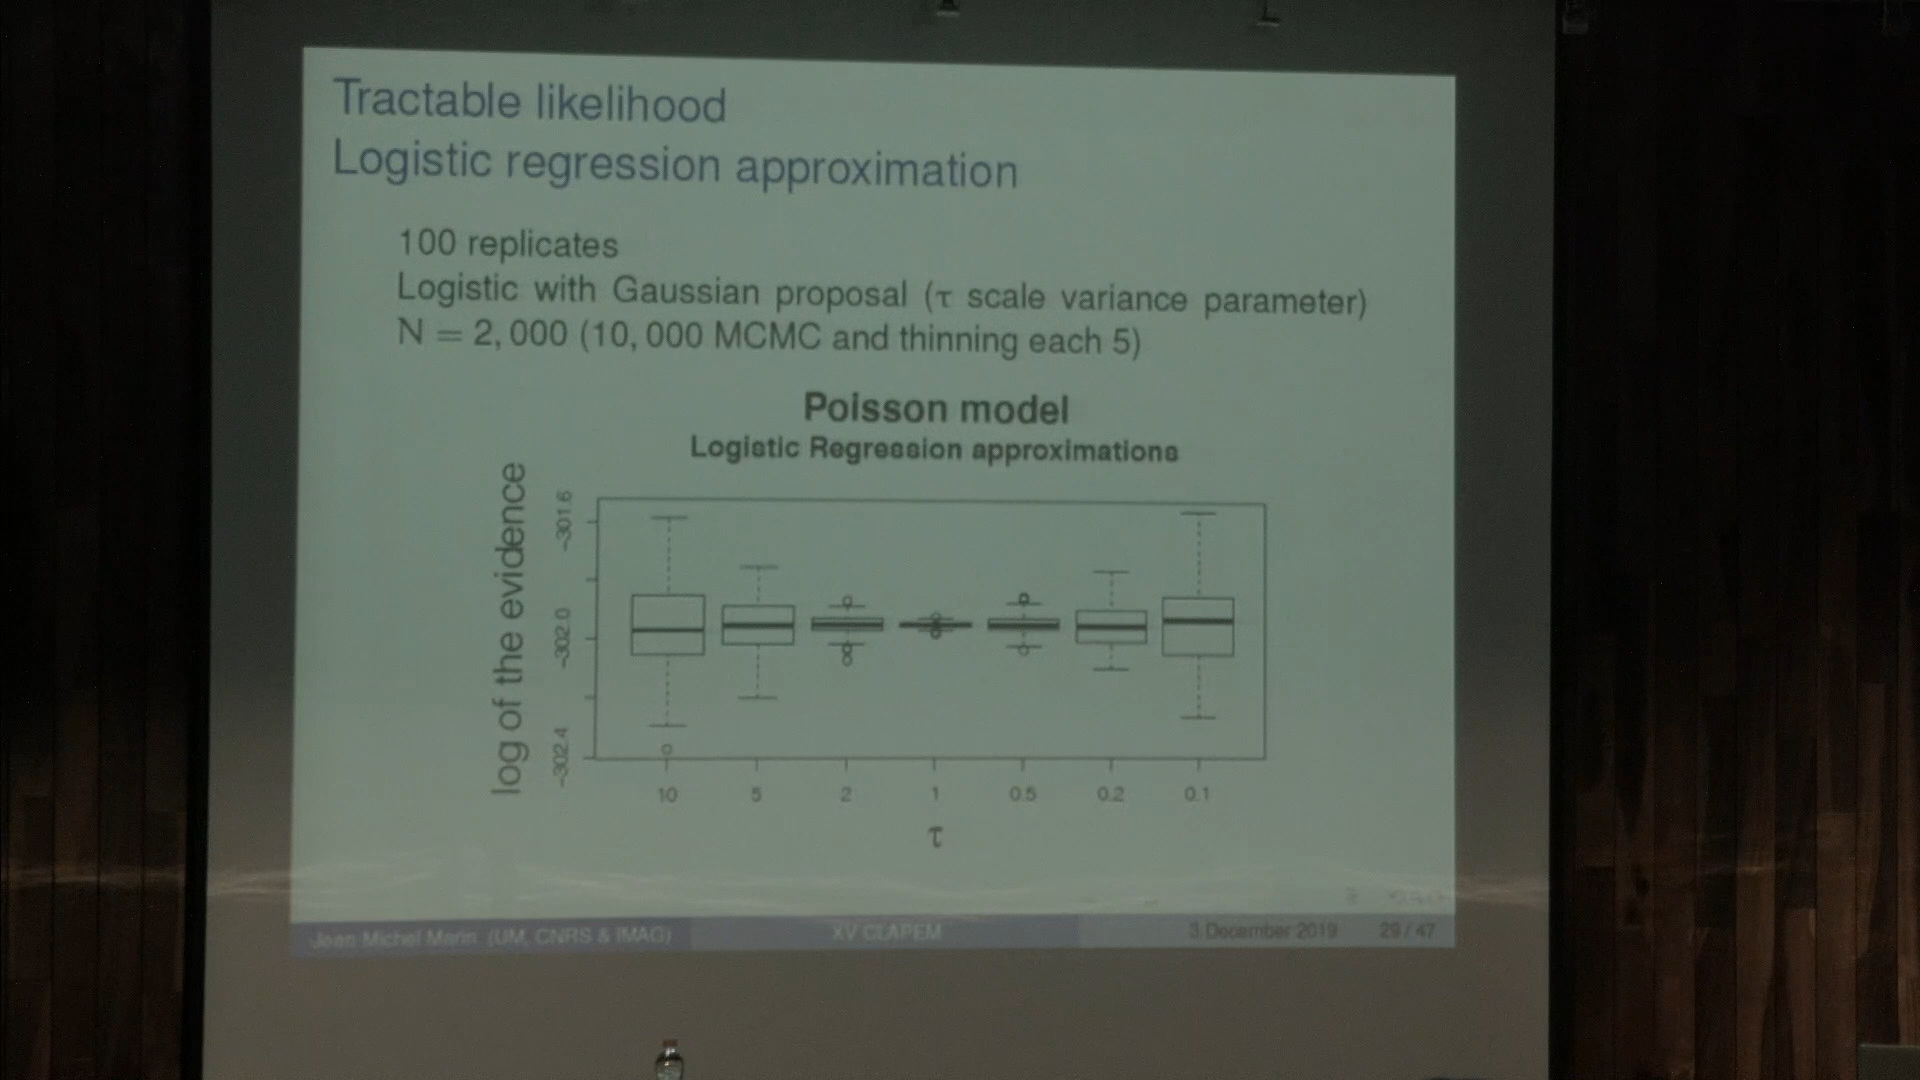 Tractable likelihood
Logistic regression approximation
100 replicates
Logistic with Gaussian proposal (τ scale variance parameter)
N = 2,000 (10,000 MCMC and thinning each 5)
Poisson model
Logistic Regression approximations
log of the evidence
-301.6
-302.0
-302.4
10 5 2 1 0.5 0.2 0.1
τ
Jean Michel Marin (UM, CNRS & IMAG) XV CLAPEM 3 December 2019 29 / 47